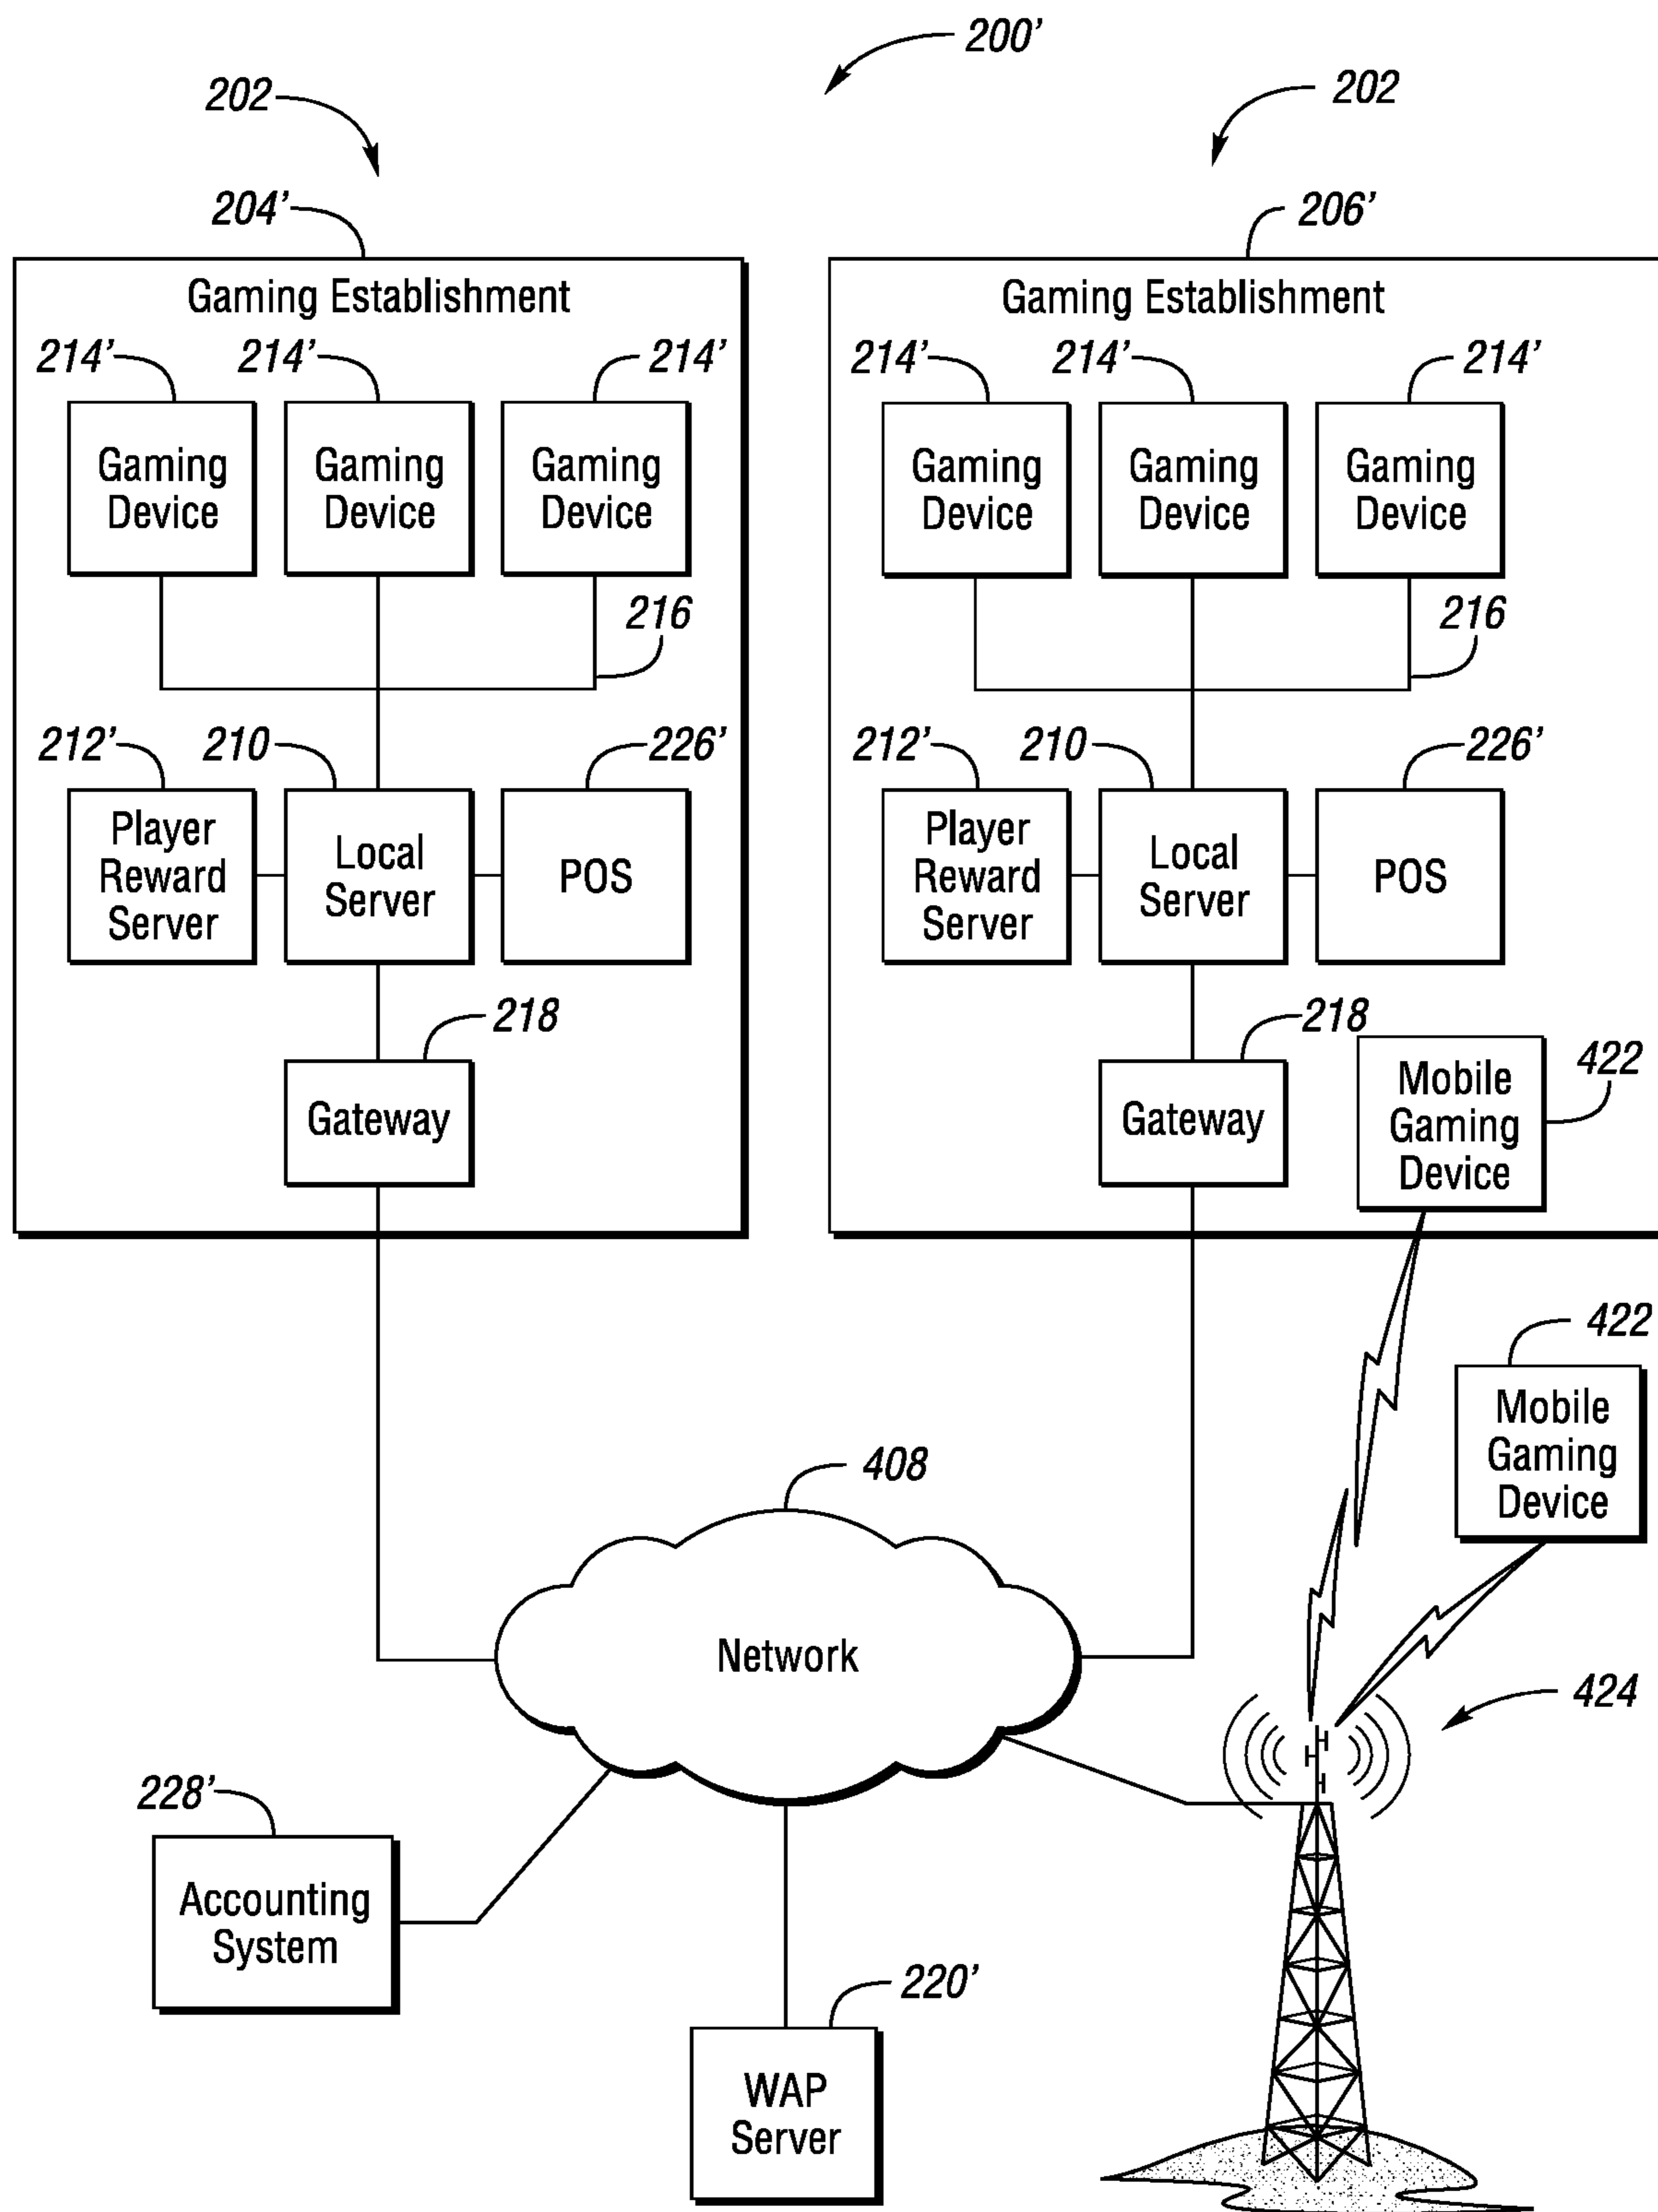 200’
202
202
204’
206’
Gaming Establishment
Gaming Establishment
214’
214’
214’
214’
214’
214’
Gaming
Device
Gaming
Device
Gaming
Device
Gaming
Device
Gaming
Device
Gaming
Device
216
216
212’
210
226’
212’
210
226’
Player
Reward
Server
Local
Server
POS
Player
Reward
Server
Local
Server
POS
218
218
Gateway
Gateway
Mobile
Gaming
Device
422
422
Mobile
Gaming
Device
408
Network
424
228’
Accounting
System
220’
WAP
Server